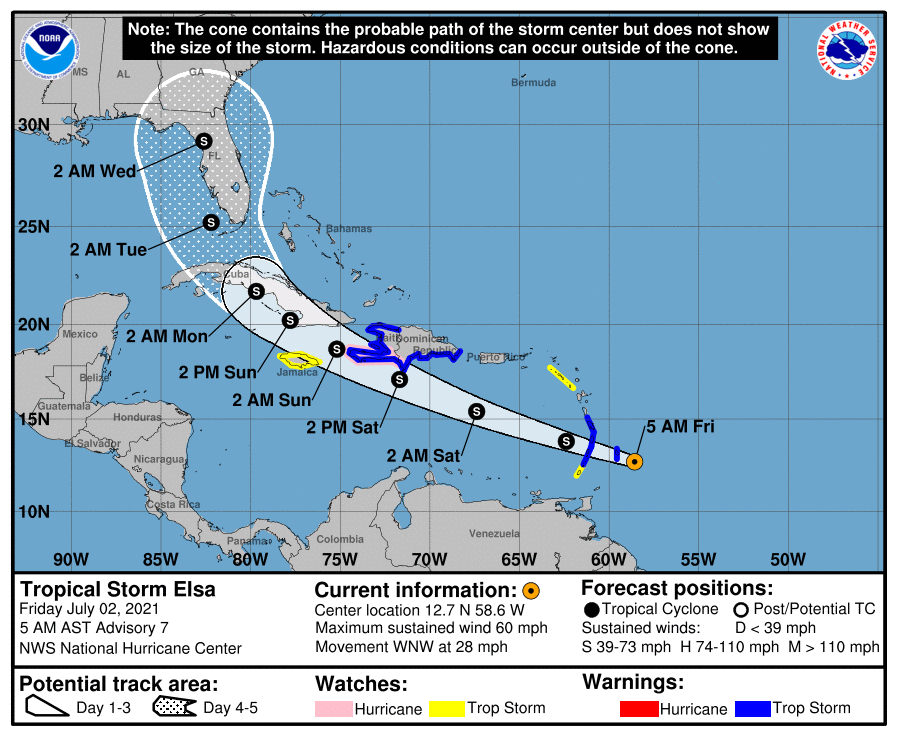 Note: The cone contains the probable path of the storm center but does not show
the size of the storm. Hazardous conditions can occur outside of the cone.
NOAA
NATIONAL WEATHER SERVICE
MS
AL
GA
Bermuda
30N
FL
2 AM Wed
25N
Bahamas
2 AM Tue
Cuba
20N
Mexico
2 AM Mon
Haiti
Dominican
Republic
Puerto Rico
Jamaica
2 PM Sun
Belize
2 AM Sun
Guatemala
Honduras
15N
2 PM Sat
5 AM Fri
El Salvador
2 AM Sat
Nicaragua
Costa Rica
10N
Panama
Colombia
Venezuela
90W 85W 80W 75W 70W 65W 60W 55W 50W
S
S
S
S
S
S
S
S
Tropical Storm Elsa
Friday July 02, 2021
5 AM AST Advisory 7
NWS National Hurricane Center
Current information:
Center location 12.7 N 58.6 W
Maximum sustained wind 60 mph
Movement WNW at 28 mph
Forecast positions:
Tropical Cyclone Post/Potential TC
Sustained winds: D < 39 mph
S 39-73 mph H 74-110 mph M > 110 mph
Potential track area:
Day 1-3 Day 4-5
Watches:
Hurricane Trop Storm
Warnings:
Hurricane Trop Storm